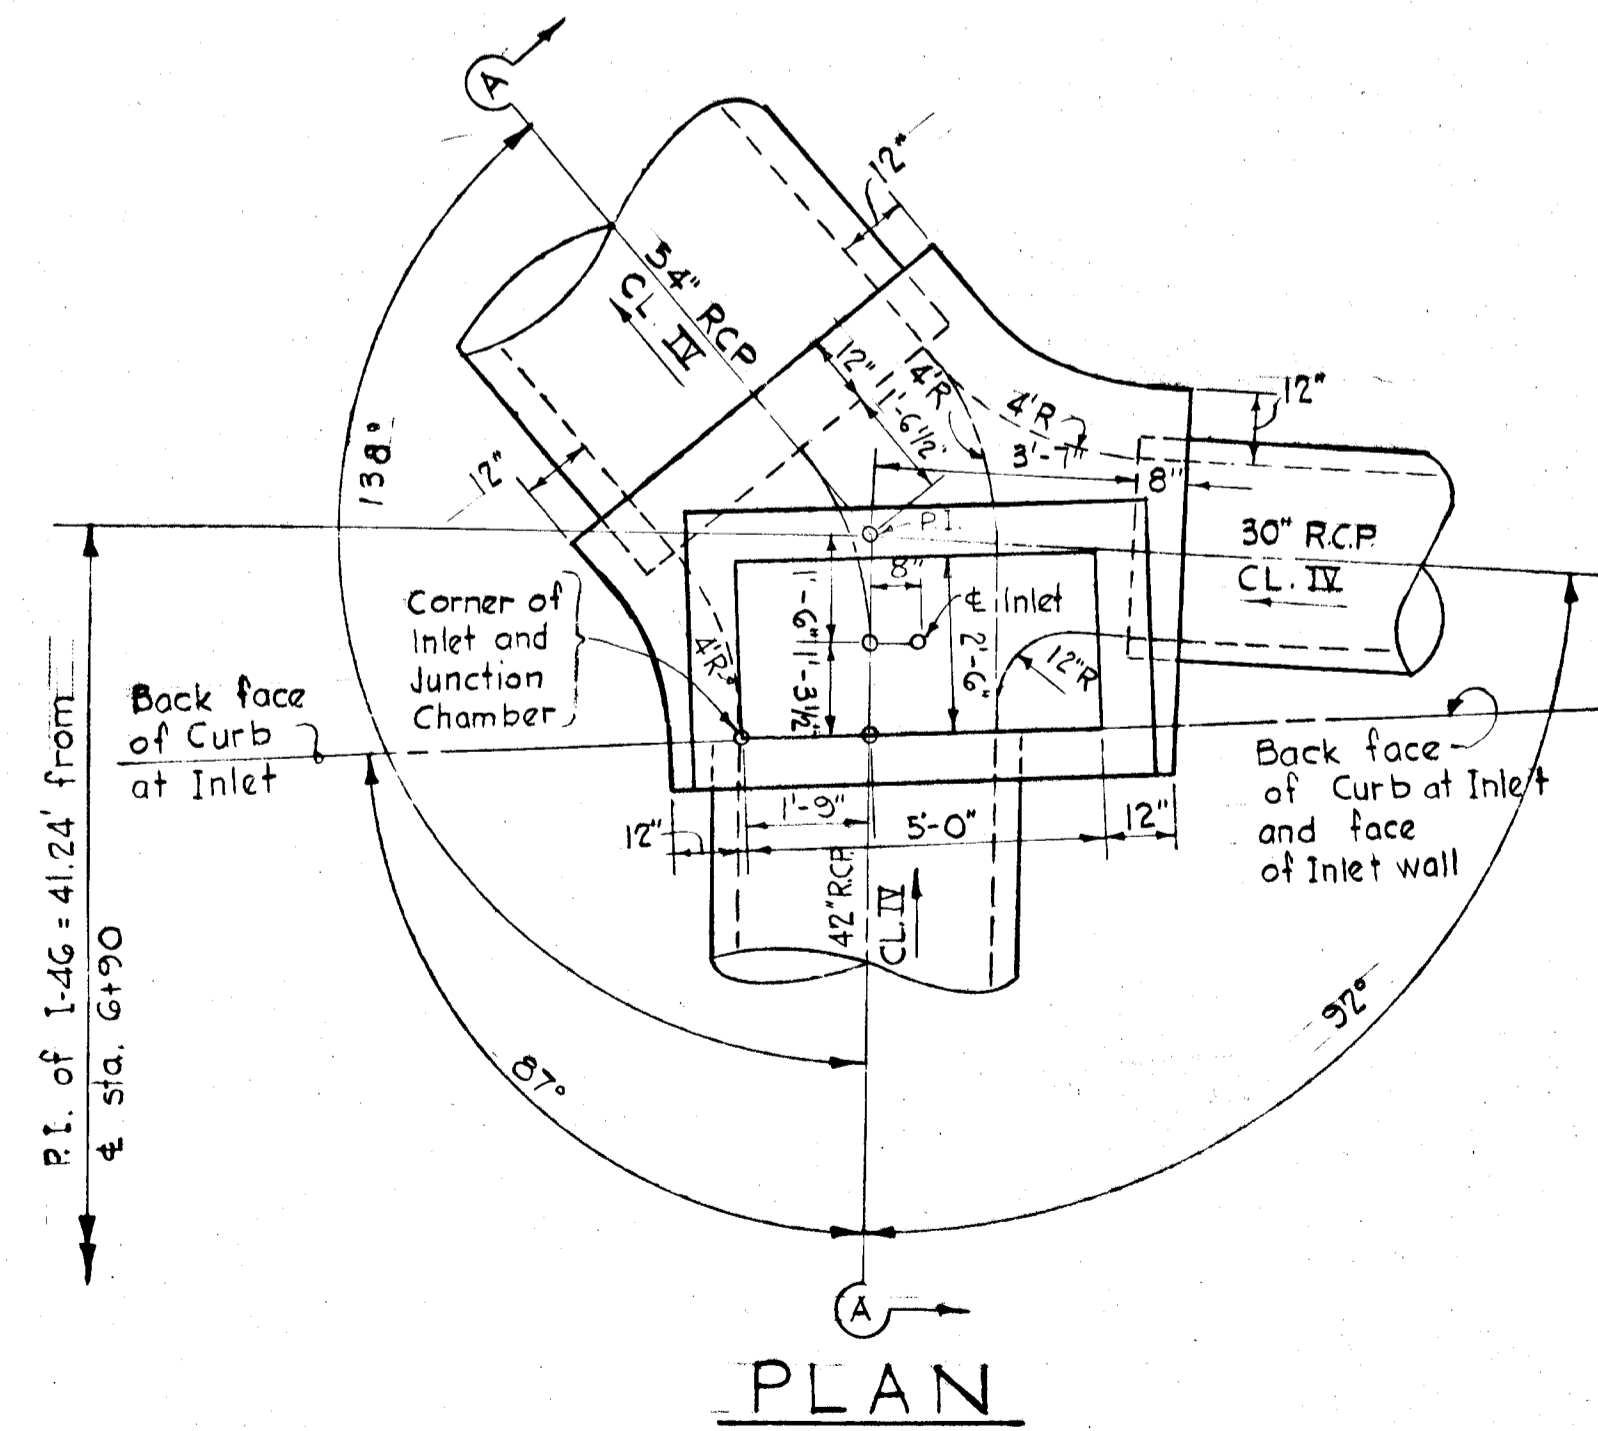 A
12"
54" RCP
CL. IV
12"
4'R
1'-6½"
4'R
12"
3'-7"
8"
138°
12"
P.I.
30" R.C.P.
CL. IV
8"
℄ Inlet
1'-6"
2'-6"
12"R
1'-3½"
4'R
Corner of
Inlet and
Junction
Chamber
Back face
of Curb
at Inlet
Back face
of Curb at Inlet
and face
of Inlet wall
12"
1'-9"
5'-0"
12"
42" R.C.P.
CL. IV
P.I. of I-46 = 41.24' from
℄ sta. 6+90
87°
92°
A
PLAN